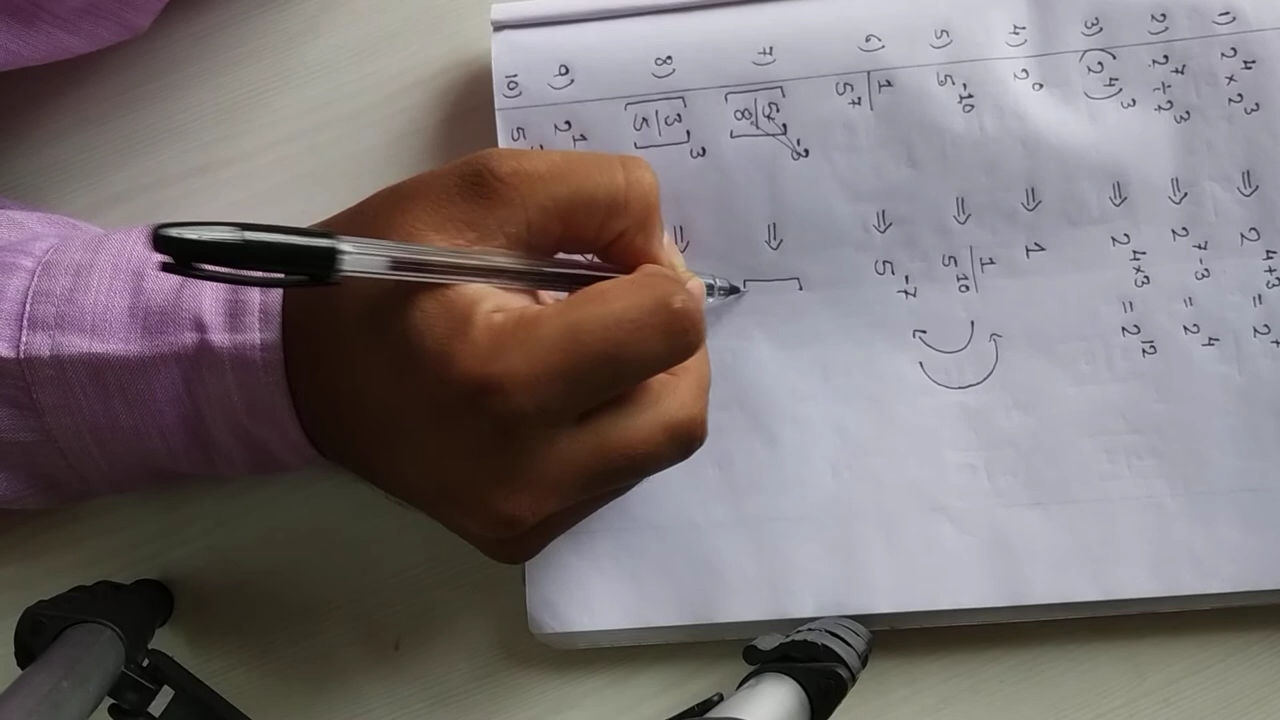 1) 2⁴ × 2³ ⇒ 2⁴⁺³ = 2
2) 2⁷ ÷ 2³ ⇒ 2⁷⁻³ = 2⁴
3) (2⁴)³ ⇒ 2⁴ˣ³ = 2¹²
4) 2⁰ ⇒ 1
5) 5⁻¹⁰ ⇒ 1/5¹⁰
6) 1/5⁷ ⇒ 5⁻⁷
7) [5/8]⁻³ ⇒ [
8) [3/5]³ ⇒
9) 2¹
10) 5